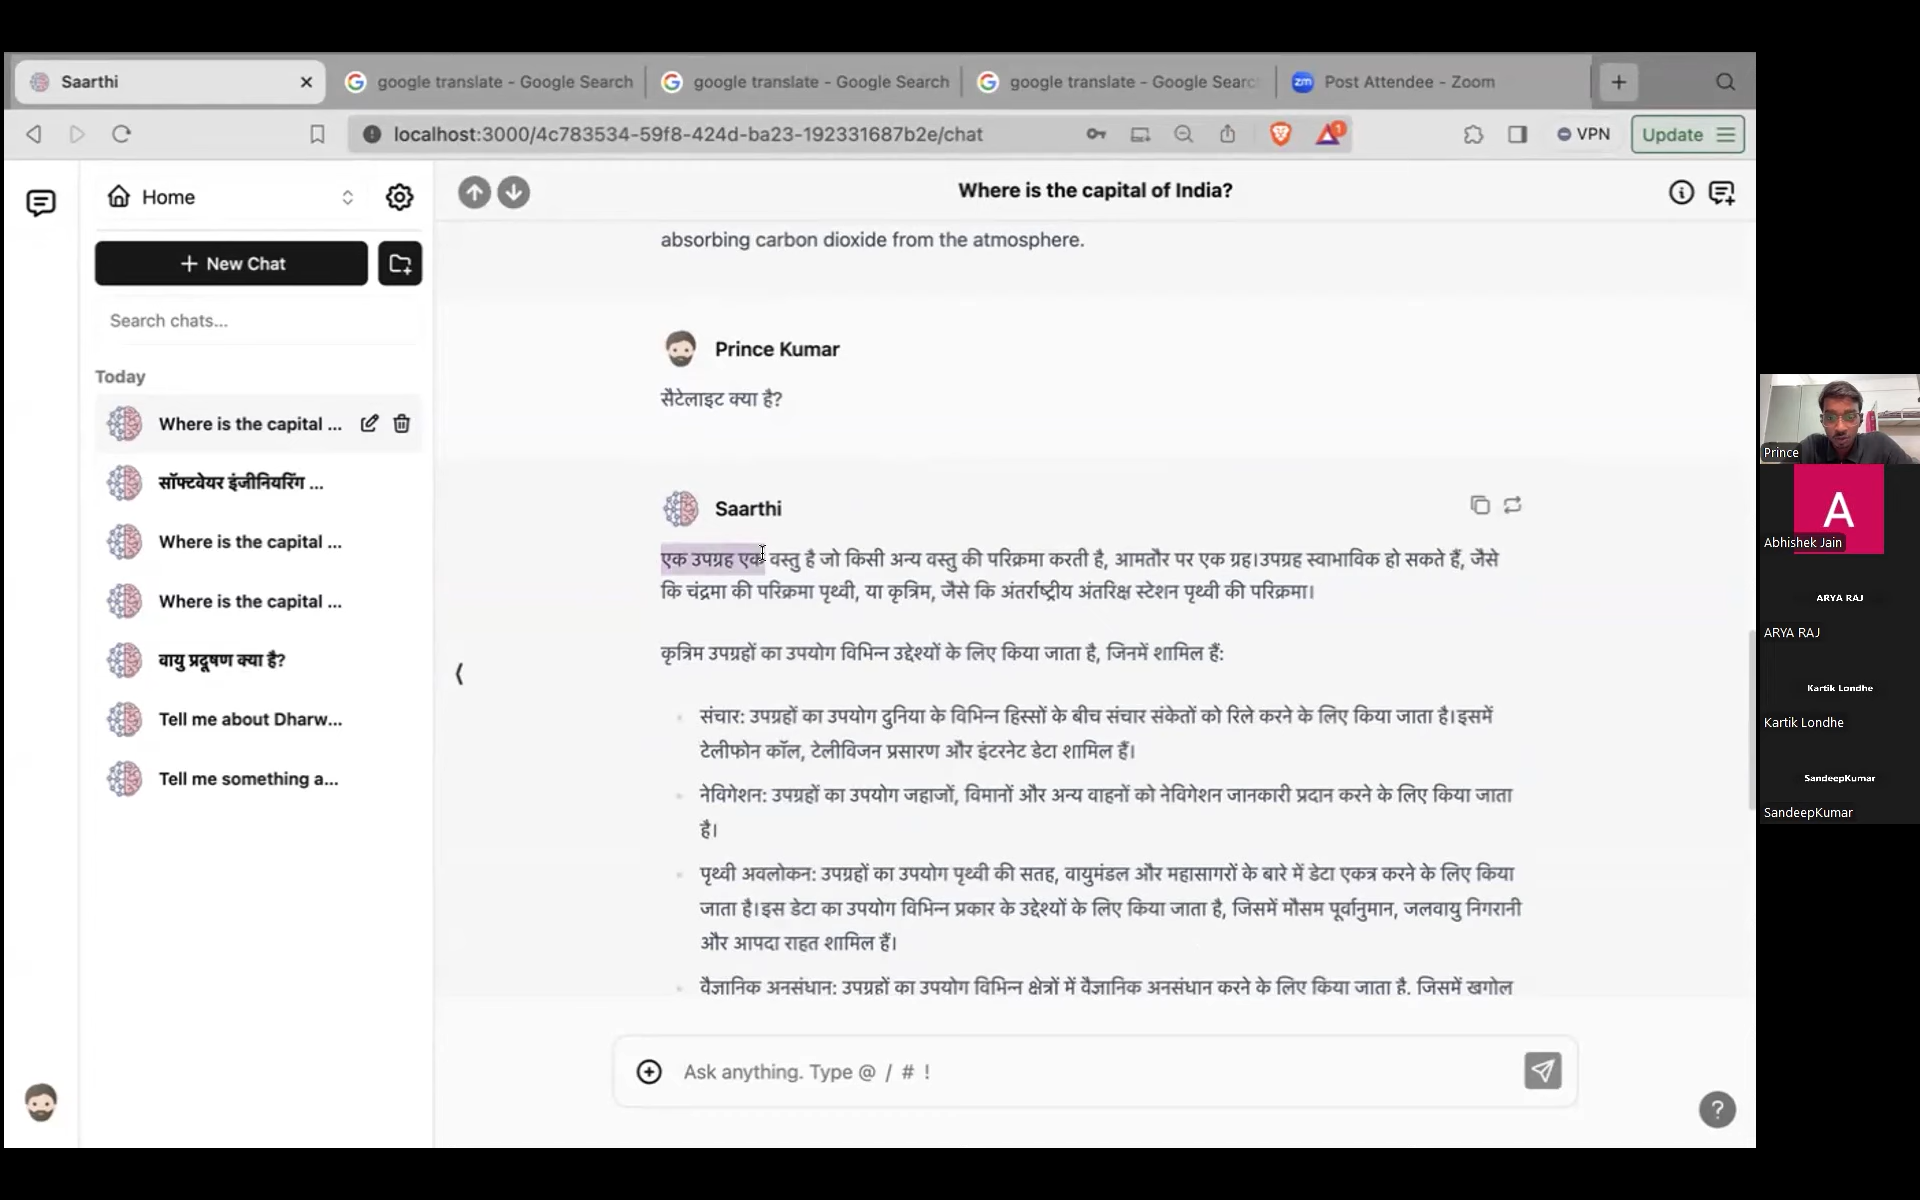 Saarthi
google translate - Google Search
google translate - Google Search
google translate - Google Searc
zm
Post Attendee - Zoom
localhost:3000/4c783534-59f8-424d-ba23-192331687b2e/chat
1
VPN
Update
Home
New Chat
Search chats...
Today
Where is the capital ...
सॉफ्टवेयर इंजीनियरिंग ...
Where is the capital ...
Where is the capital ...
वायु प्रदूषण क्या है?
Tell me about Dharw...
Tell me something a...
Where is the capital of India?
absorbing carbon dioxide from the atmosphere.
Prince Kumar
सैटेलाइट क्या है?
Saarthi
एक उपग्रह एक वस्तु है जो किसी अन्य वस्तु की परिक्रमा करती है, आमतौर पर एक ग्रह।उपग्रह स्वाभाविक हो सकते हैं, जैसे
कि चंद्रमा की परिक्रमा पृथ्वी, या कृत्रिम, जैसे कि अंतर्राष्ट्रीय अंतरिक्ष स्टेशन पृथ्वी की परिक्रमा।
कृत्रिम उपग्रहों का उपयोग विभिन्न उद्देश्यों के लिए किया जाता है, जिनमें शामिल हैं:
संचार: उपग्रहों का उपयोग दुनिया के विभिन्न हिस्सों के बीच संचार संकेतों को रिले करने के लिए किया जाता है।इसमें
टेलीफोन कॉल, टेलीविजन प्रसारण और इंटरनेट डेटा शामिल हैं।
नेविगेशन: उपग्रहों का उपयोग जहाजों, विमानों और अन्य वाहनों को नेविगेशन जानकारी प्रदान करने के लिए किया जाता
है।
पृथ्वी अवलोकन: उपग्रहों का उपयोग पृथ्वी की सतह, वायुमंडल और महासागरों के बारे में डेटा एकत्र करने के लिए किया
जाता है।इस डेटा का उपयोग विभिन्न प्रकार के उद्देश्यों के लिए किया जाता है, जिसमें मौसम पूर्वानुमान, जलवायु निगरानी
और आपदा राहत शामिल हैं।
वैज्ञानिक अनुसंधान: उपग्रहों का उपयोग विभिन्न क्षेत्रों में वैज्ञानिक अनुसंधान करने के लिए किया जाता है, जिसमें खगोल
Ask anything. Type @ / # !
?
Prince
A
Abhishek Jain
ARYA RAJ
ARYA RAJ
Kartik Londhe
Kartik Londhe
SandeepKumar
SandeepKumar